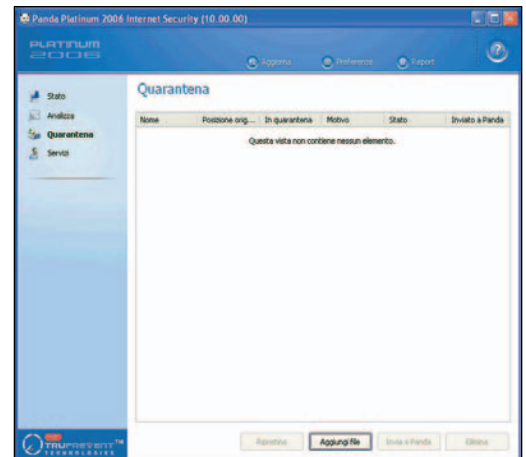 Panda Platinum 2006 Internet Security (10.00.00)
PLATINUM
2006
Aggiorna Preferenze Report
?
Stato
Analizza
Quarantena
Servizi
Quarantena
Nome Posizione orig... In quarantena Motivo Stato Inviato a Panda
Questa vista non contiene nessun elemento.
Ripristina Aggiungi file Invia a Panda Elimina
TRUPREVENT™
TECHNOLOGIES